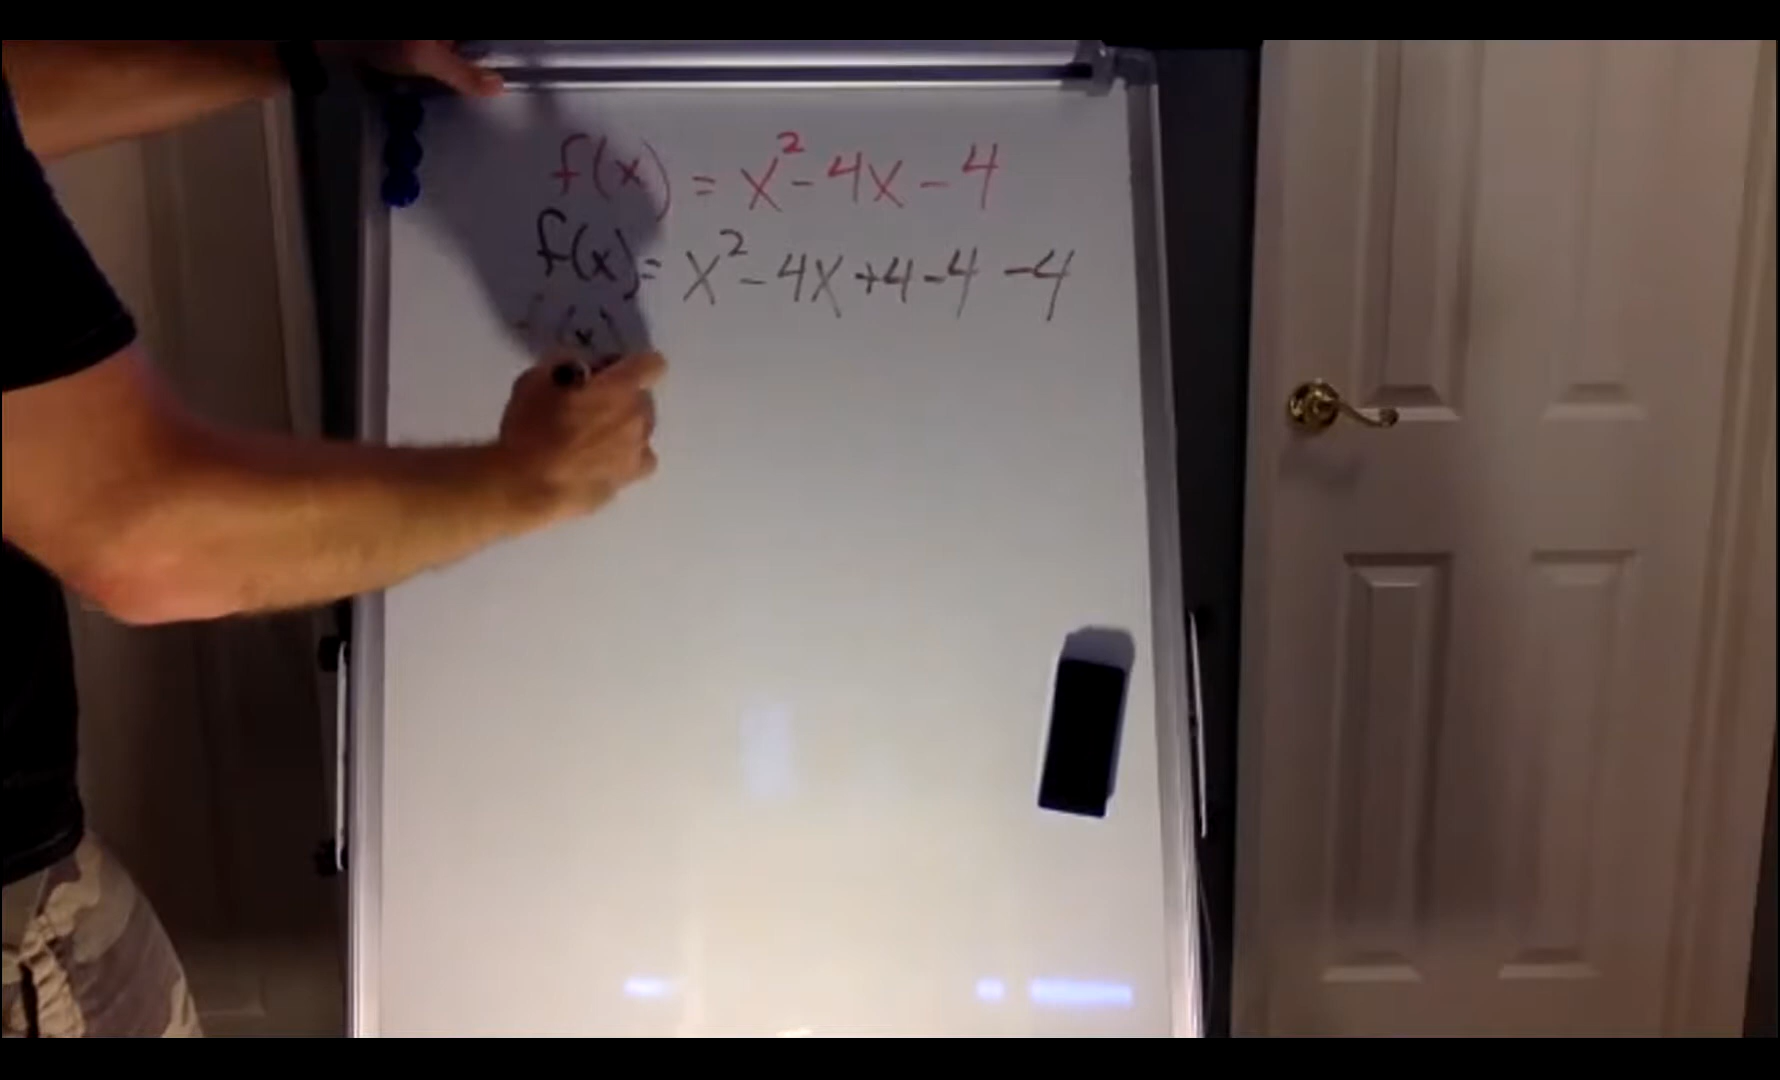 f(x) = x² - 4x - 4
f(x) = x² - 4x + 4 - 4 - 4
f(x)